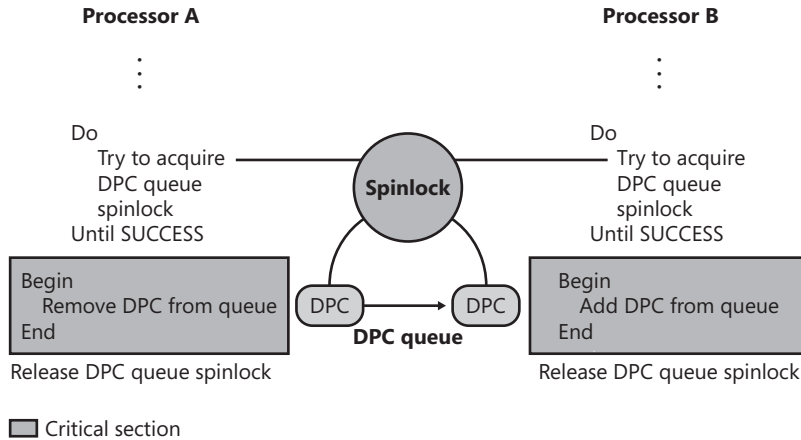 Processor A
Do
Try to acquire
DPC queue
spinlock
Until SUCCESS
Begin
Remove DPC from queue
End
Release DPC queue spinlock
Spinlock
DPC
DPC
DPC queue
Processor B
Do
Try to acquire
DPC queue
spinlock
Until SUCCESS
Begin
Add DPC from queue
End
Release DPC queue spinlock
Critical section